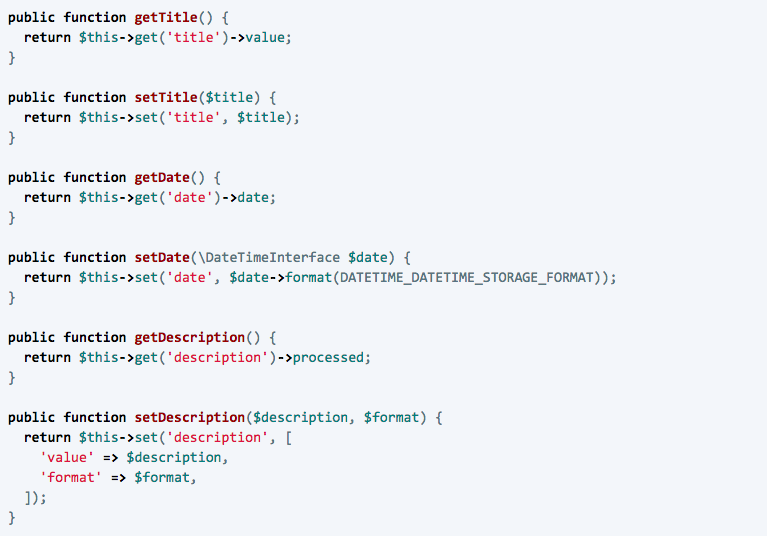 public function getTitle() {
  return $this->get('title')->value;
}

public function setTitle($title) {
  return $this->set('title', $title);
}

public function getDate() {
  return $this->get('date')->date;
}

public function setDate(\DateTimeInterface $date) {
  return $this->set('date', $date->format(DATETIME_DATETIME_STORAGE_FORMAT));
}

public function getDescription() {
  return $this->get('description')->processed;
}

public function setDescription($description, $format) {
  return $this->set('description', [
    'value' => $description,
    'format' => $format,
  ]);
}